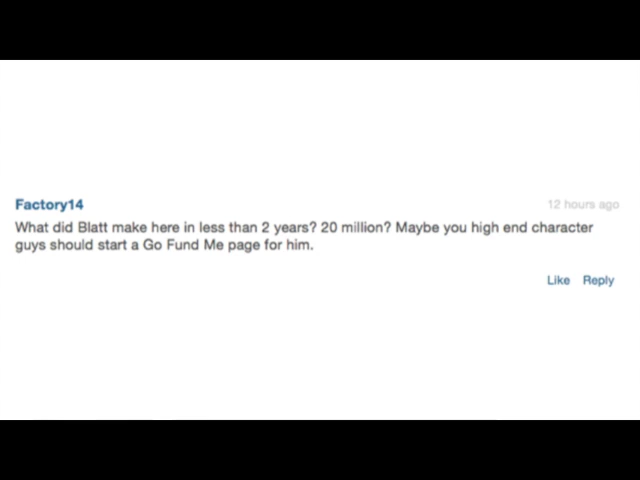 Factory14
12 hours ago
What did Blatt make here in less than 2 years? 20 million? Maybe you high end character
guys should start a Go Fund Me page for him.
Like Reply